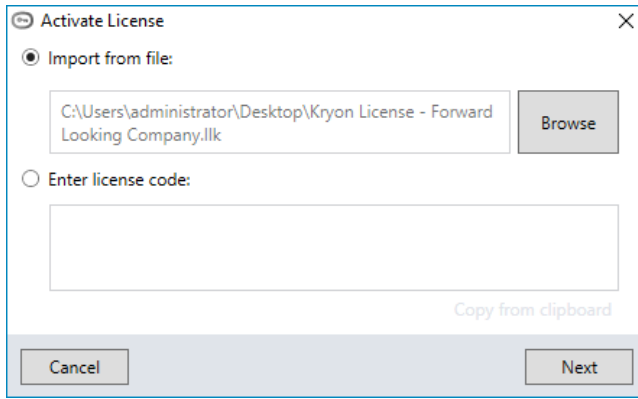 Activate License
Import from file:
C:\Users\administrator\Desktop\Kryon License - Forward
Looking Company.llk
Browse
Enter license code:
Copy from clipboard
Cancel
Next